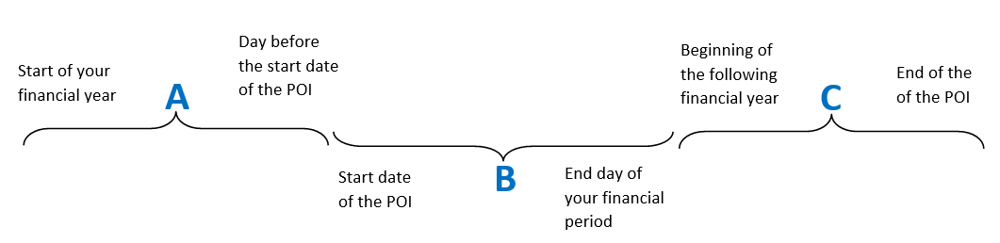 Start of your
financial year
A
Day before
the start date
of the POI
Start date
of the POI
B
End day of
your financial
period
Beginning of
the following
financial year
C
End of the
of the POI